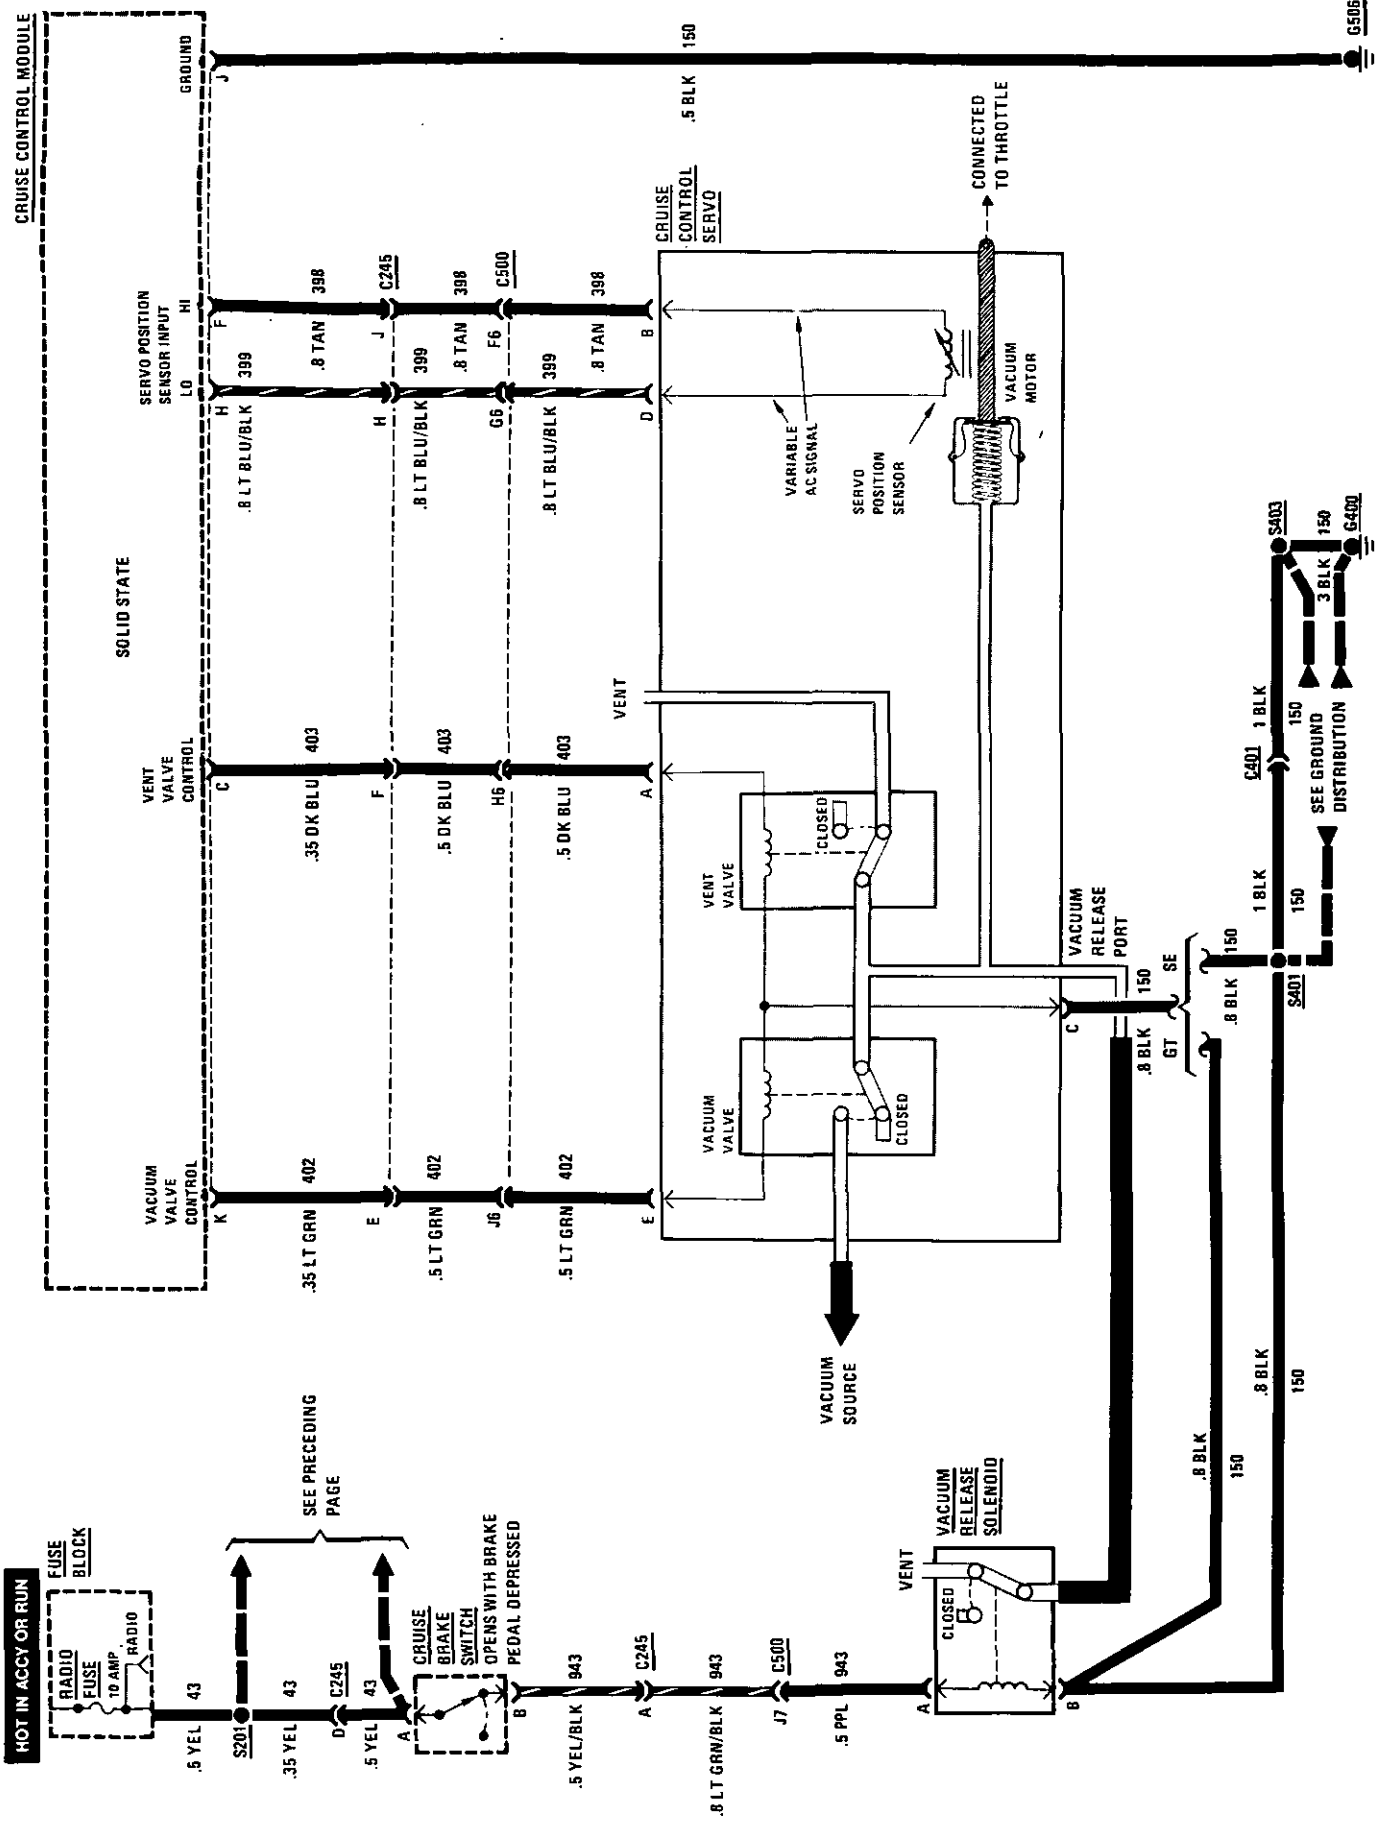 HOT IN ACCY OR RUN
FUSE
BLOCK
RADIO
FUSE
10 AMP
RADIO
.5 YEL 43
S201
.35 YEL 43
D C245
.5 YEL 43
SEE PRECEDING
PAGE
A
CRUISE
BRAKE
SWITCH
OPENS WITH BRAKE
PEDAL DEPRESSED
B
.5 YEL/BLK 943
A C245
.8 LT GRN/BLK 943
J7 C500
.5 PPL 943
A
VENT
CLOSED
VACUUM
RELEASE
SOLENOID
B
CRUISE CONTROL MODULE
SOLID STATE
VACUUM
VALVE
CONTROL
VENT
VALVE
CONTROL
SERVO POSITION
SENSOR INPUT
LO
HI
GROUND
K
C
H
F
J
.35 LT GRN 402
.35 DK BLU 403
.8 LT BLU/BLK 399
.8 TAN 398
E
F
H
J
C245
.5 LT GRN 402
.5 DK BLU 403
.8 LT BLU/BLK 399
.8 TAN 398
J6
H6
G6
F6
C500
.5 LT GRN 402
.5 DK BLU 403
.8 LT BLU/BLK 399
.8 TAN 398
E
A
D
B
CRUISE
CONTROL
SERVO
VENT
VACUUM
VALVE
VENT
VALVE
CLOSED
CLOSED
VARIABLE
AC SIGNAL
SERVO
POSITION
SENSOR
VACUUM
MOTOR
CONNECTED
TO THROTTLE
.5 BLK 150
G506
VACUUM
SOURCE
VACUUM
RELEASE
PORT
C
.8 BLK 150
GT SE
.8 BLK 150
S401
.8 BLK
150
.8 BLK
150
1 BLK
150
C401
1 BLK
150
SEE GROUND
DISTRIBUTION
S403
3 BLK 150
G400